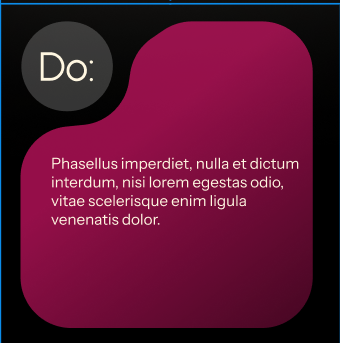 Do:
Phasellus imperdiet, nulla et dictum
interdum, nisi lorem egestas odio,
vitae scelerisque enim ligula
venenatis dolor.